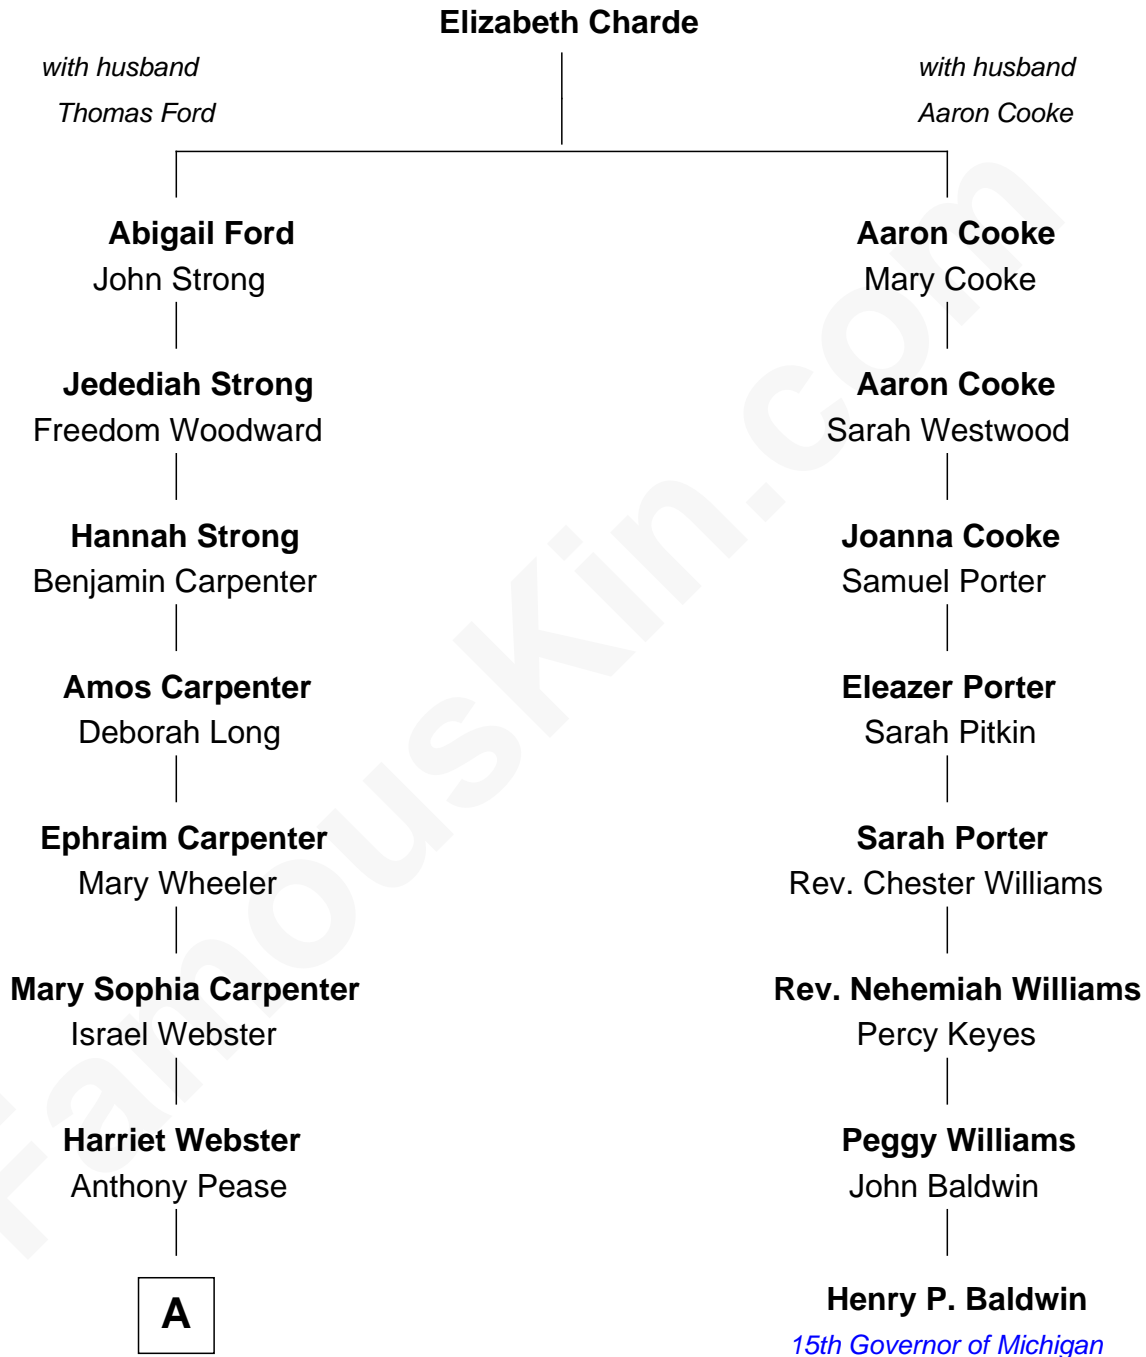 Elizabeth Charde
with husband
Thomas Ford
with husband
Aaron Cooke
Abigail Ford
John Strong
Aaron Cooke
Mary Cooke
Jedediah Strong
Freedom Woodward
Aaron Cooke
Sarah Westwood
Hannah Strong
Benjamin Carpenter
Joanna Cooke
Samuel Porter
Amos Carpenter
Deborah Long
Eleazer Porter
Sarah Pitkin
Ephraim Carpenter
Mary Wheeler
Sarah Porter
Rev. Chester Williams
Mary Sophia Carpenter
Israel Webster
Rev. Nehemiah Williams
Percy Keyes
Harriet Webster
Anthony Pease
Peggy Williams
John Baldwin
A
Henry P. Baldwin
15th Governor of Michigan
FamousKin.com